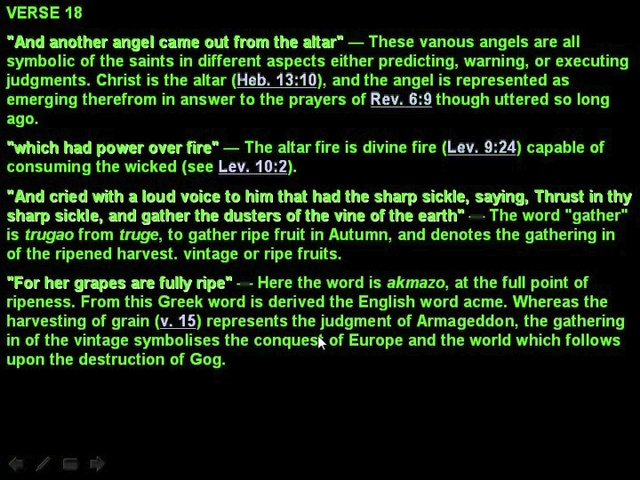 VERSE 18
"And another angel came out from the altar" — These vanous angels are all
symbolic of the saints in different aspects either predicting, warning, or executing
judgments. Christ is the altar (Heb. 13:10), and the angel is represented as
emerging therefrom in answer to the prayers of Rev. 6:9 though uttered so long
ago.
"which had power over fire" — The altar fire is divine fire (Lev. 9:24) capable of
consuming the wicked (see Lev. 10:2).
"And cried with a loud voice to him that had the sharp sickle, saying, Thrust in thy
sharp sickle, and gather the dusters of the vine of the earth" — The word "gather"
is trugao from truge, to gather ripe fruit in Autumn, and denotes the gathering in
of the ripened harvest. vintage or ripe fruits.
"For her grapes are fully ripe" — Here the word is akmazo, at the full point of
ripeness. From this Greek word is derived the English word acme. Whereas the
harvesting of grain (v. 15) represents the judgment of Armageddon, the gathering
in of the vintage symbolises the conquest of Europe and the world which follows
upon the destruction of Gog.